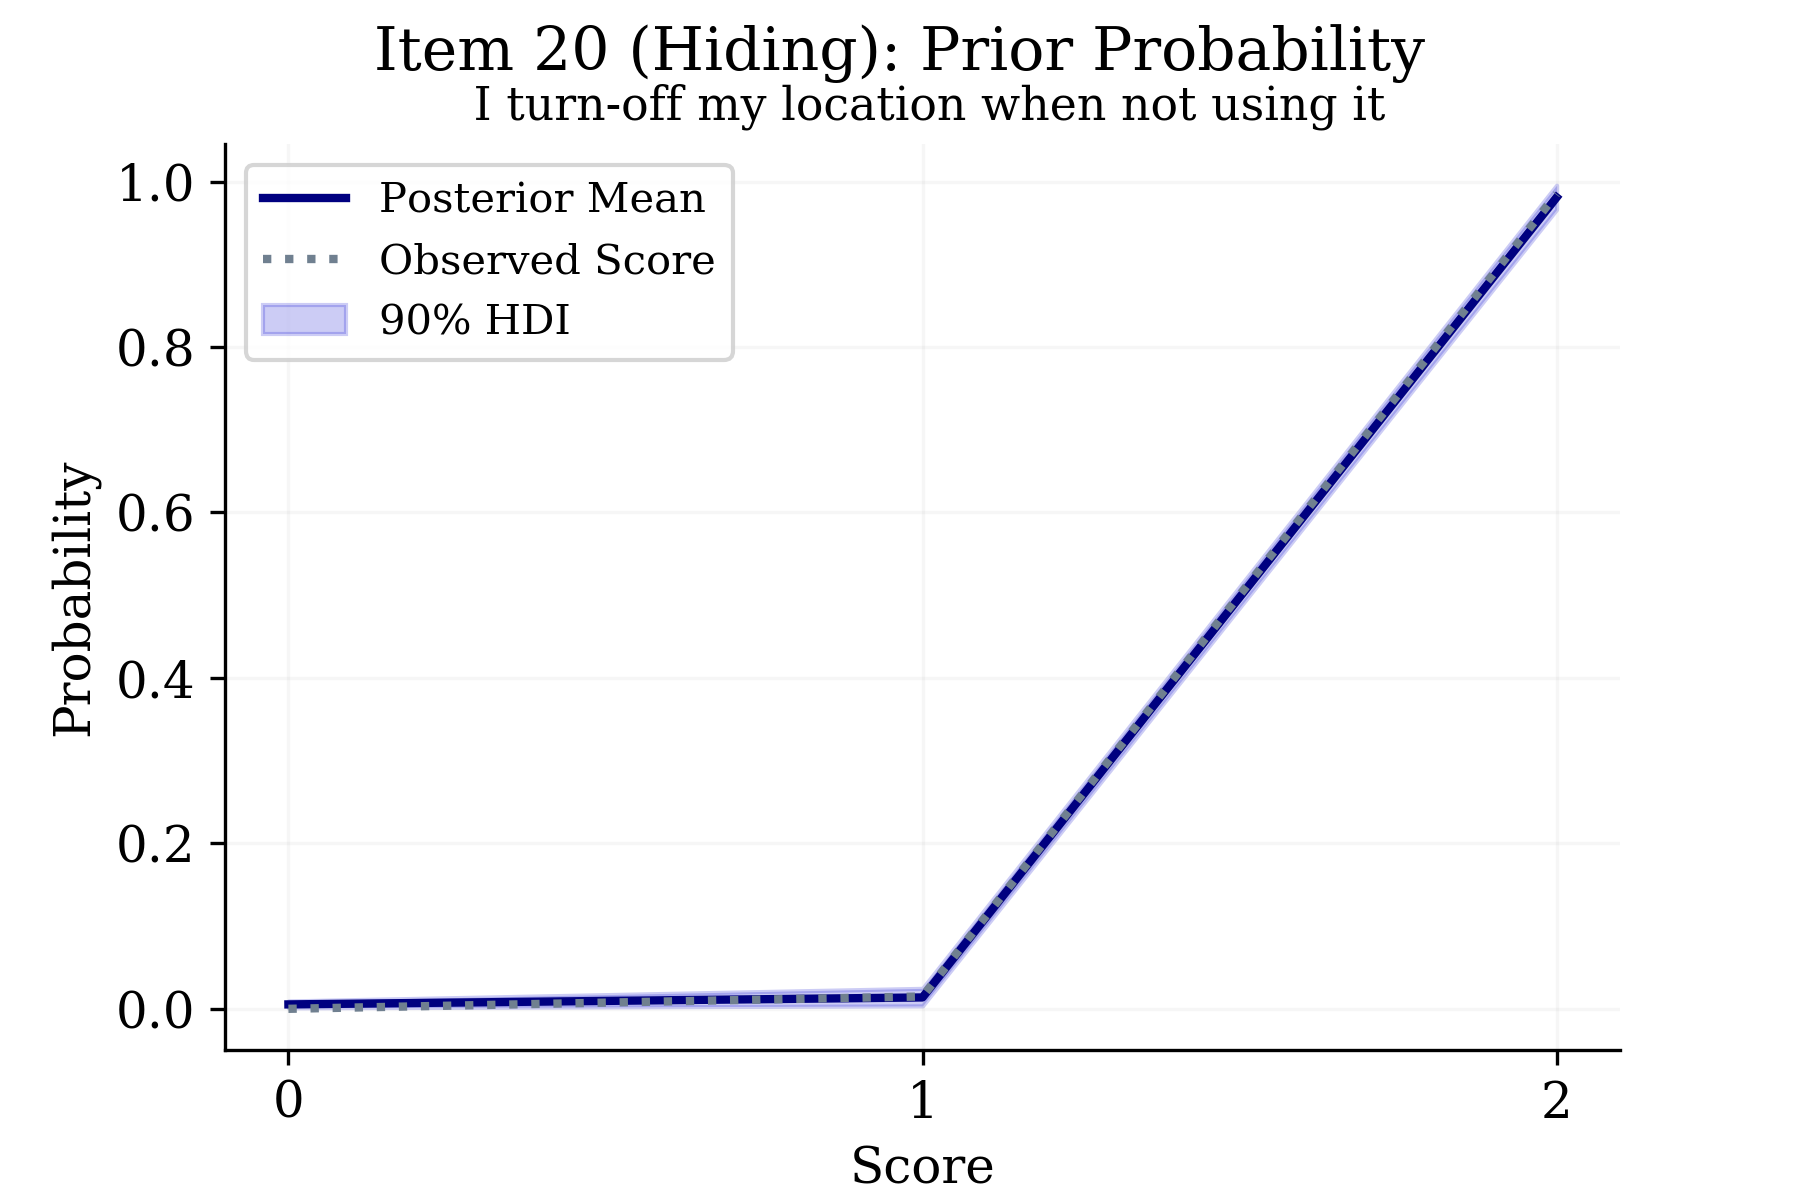 Item 20 (Hiding): Prior Probability
I turn-off my location when not using it
Posterior Mean
Observed Score
90% HDI
1.0
0.8
0.6
0.4
0.2
0.0
Probability
0
1
2
Score